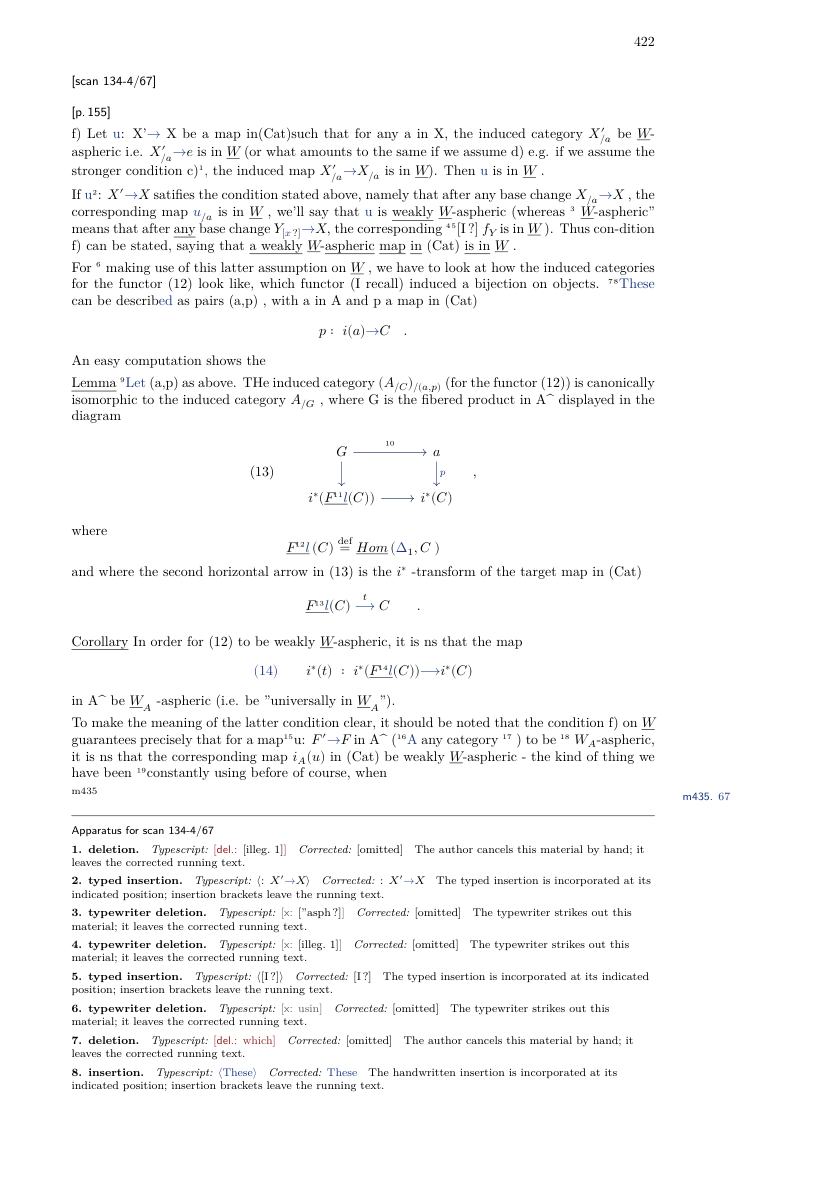 422
[scan 134-4/67]
[p. 155]
f) Let u: X'→ X be a map in(Cat)such that for any a in X, the induced category X′/a be W-
aspheric i.e. X′/a→e is in W (or what amounts to the same if we assume d) e.g. if we assume the
stronger condition c)¹, the induced map X′/a→X/a is in W). Then u is in W .
If u²: X′→X satifies the condition stated above, namely that after any base change X/a→X , the
corresponding map u/a is in W , we'll say that u is weakly W-aspheric (whereas ³ W-aspheric”
means that after any base change Y[x ?]→X, the corresponding ⁴⁵[I ?] fY is in W ). Thus con-dition
f) can be stated, saying that a weakly W-aspheric map in (Cat) is in W .
For ⁶ making use of this latter assumption on W , we have to look at how the induced categories
for the functor (12) look like, which functor (I recall) induced a bijection on objects. ⁷⁸These
can be described as pairs (a,p) , with a in A and p a map in (Cat)
p : i(a)→C .
An easy computation shows the
Lemma ⁹Let (a,p) as above. THe induced category (A/C)/(a,p) (for the functor (12)) is canonically
isomorphic to the induced category A/G , where G is the fibered product in A^ displayed in the
diagram
10
G ⟶ a
(13) ↓ ↓p ,
i*(F¹¹l(C)) ⟶ i*(C)
where
F¹²l (C) def= Hom (Δ₁, C )
and where the second horizontal arrow in (13) is the i* -transform of the target map in (Cat)
F¹³l(C) t⟶ C .
Corollary In order for (12) to be weakly W-aspheric, it is ns that the map
(14) i*(t) : i*(F¹⁴l(C))⟶i*(C)
in A^ be W_A -aspheric (i.e. be ”universally in W_A ”).
To make the meaning of the latter condition clear, it should be noted that the condition f) on W
guarantees precisely that for a map¹⁵u: F′→F in A^ (¹⁶A any category ¹⁷ ) to be ¹⁸ W_A-aspheric,
it is ns that the corresponding map i_A(u) in (Cat) be weakly W-aspheric - the kind of thing we
have been ¹⁹constantly using before of course, when
m435
m435. 67
Apparatus for scan 134-4/67
1. deletion. Typescript: [del.: [illeg. 1]] Corrected: [omitted] The author cancels this material by hand; it
leaves the corrected running text.
2. typed insertion. Typescript: ⟨: X′→X⟩ Corrected: : X′→X The typed insertion is incorporated at its
indicated position; insertion brackets leave the running text.
3. typewriter deletion. Typescript: [x: [”asph ?]] Corrected: [omitted] The typewriter strikes out this
material; it leaves the corrected running text.
4. typewriter deletion. Typescript: [x: [illeg. 1]] Corrected: [omitted] The typewriter strikes out this
material; it leaves the corrected running text.
5. typed insertion. Typescript: ⟨[I ?]⟩ Corrected: [I ?] The typed insertion is incorporated at its indicated
position; insertion brackets leave the running text.
6. typewriter deletion. Typescript: [x: usin] Corrected: [omitted] The typewriter strikes out this
material; it leaves the corrected running text.
7. deletion. Typescript: [del.: which] Corrected: [omitted] The author cancels this material by hand; it
leaves the corrected running text.
8. insertion. Typescript: ⟨These⟩ Corrected: These The handwritten insertion is incorporated at its
indicated position; insertion brackets leave the running text.